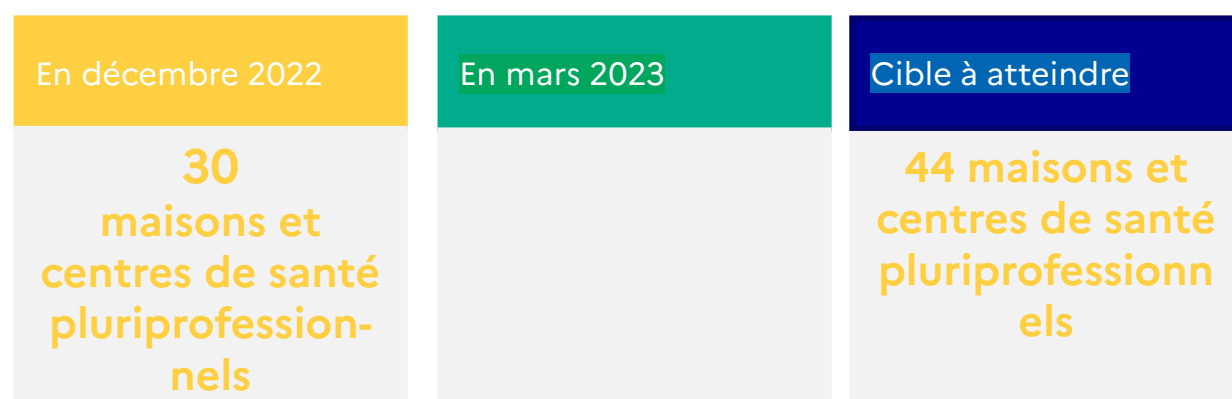 En décembre 2022
30
maisons et
centres de santé
pluriprofession-
nels
En mars 2023
Cible à atteindre
44 maisons et
centres de santé
pluriprofessionn
els